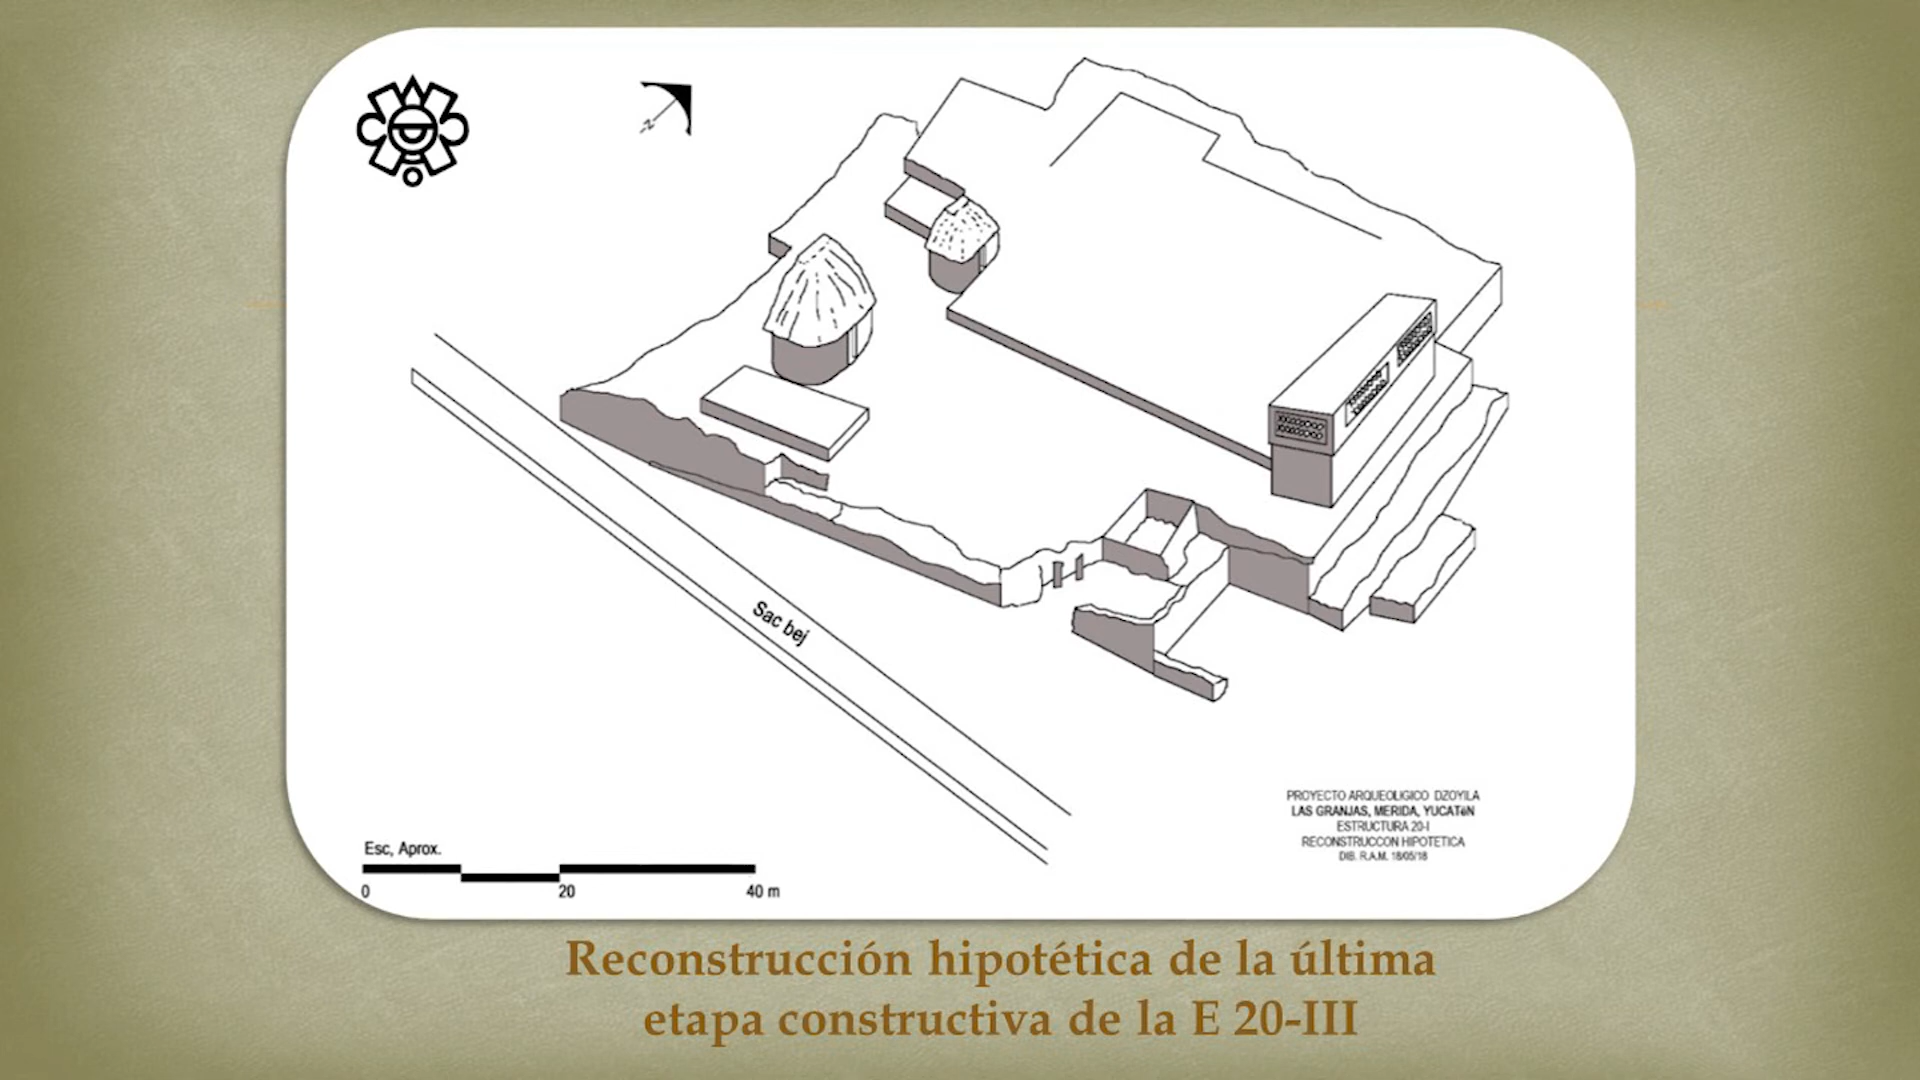 N
Sac bej
Esc, Aprox.
0 20 40 m
PROYECTO ARQUEOLIGICO DZOYILA
LAS GRANJAS, MERIDA, YUCATéN
ESTRUCTURA 20-I
RECONSTRUCCON HIPOTETICA
DIB. R.A.M. 18/05/18
Reconstrucción hipotética de la última
etapa constructiva de la E 20-III